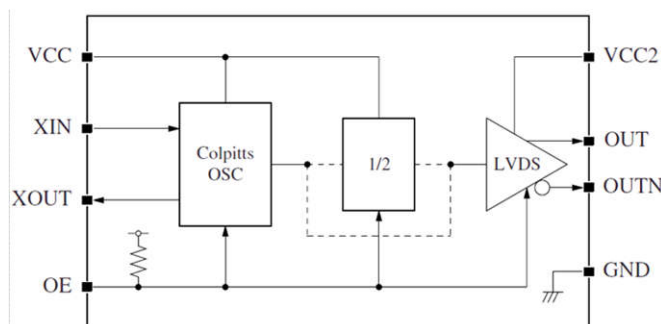 VCC
VCC2
XIN
Colpitts
OSC
1/2
LVDS
OUT
OUTN
XOUT
GND
OE